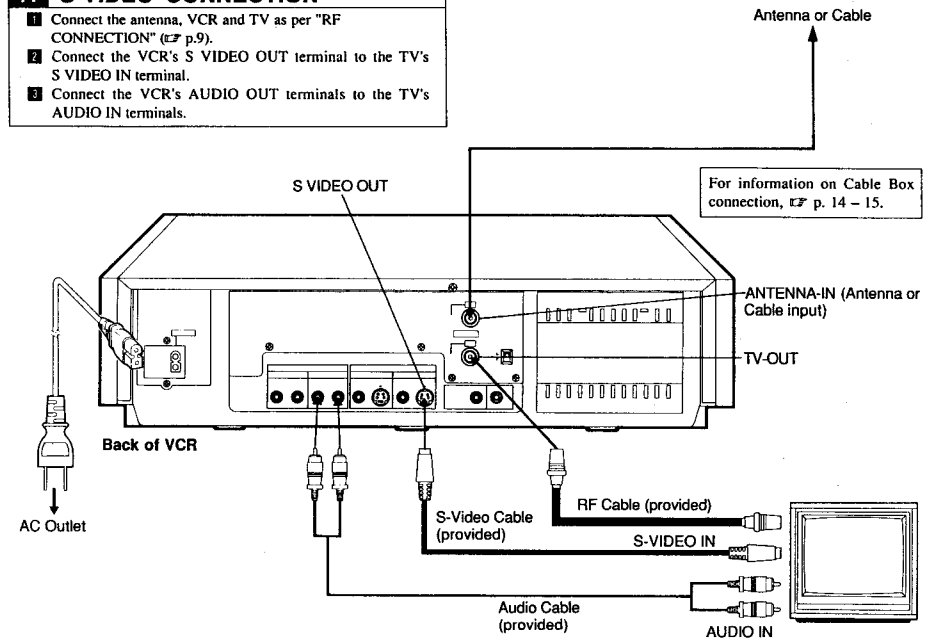 S-VIDEO CONNECTION
1 Connect the antenna, VCR and TV as per "RF
CONNECTION" (☞ p.9).
2 Connect the VCR's S VIDEO OUT terminal to the TV's
S VIDEO IN terminal.
3 Connect the VCR's AUDIO OUT terminals to the TV's
AUDIO IN terminals.
Antenna or Cable
For information on Cable Box
connection, ☞ p. 14 – 15.
S VIDEO OUT
ANTENNA-IN (Antenna or
Cable input)
TV-OUT
Back of VCR
AC Outlet
S-Video Cable
(provided)
RF Cable (provided)
S-VIDEO IN
Audio Cable
(provided)
AUDIO IN